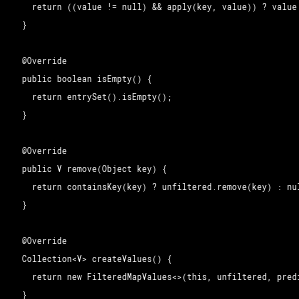 return ((value != null) && apply(key, value)) ? value
}
@Override
public boolean isEmpty() {
return entrySet().isEmpty();
}
@Override
public V remove(Object key) {
return containsKey(key) ? unfiltered.remove(key) : nul
}
@Override
Collection<V> createValues() {
return new FilteredMapValues<>(this, unfiltered, predi
}